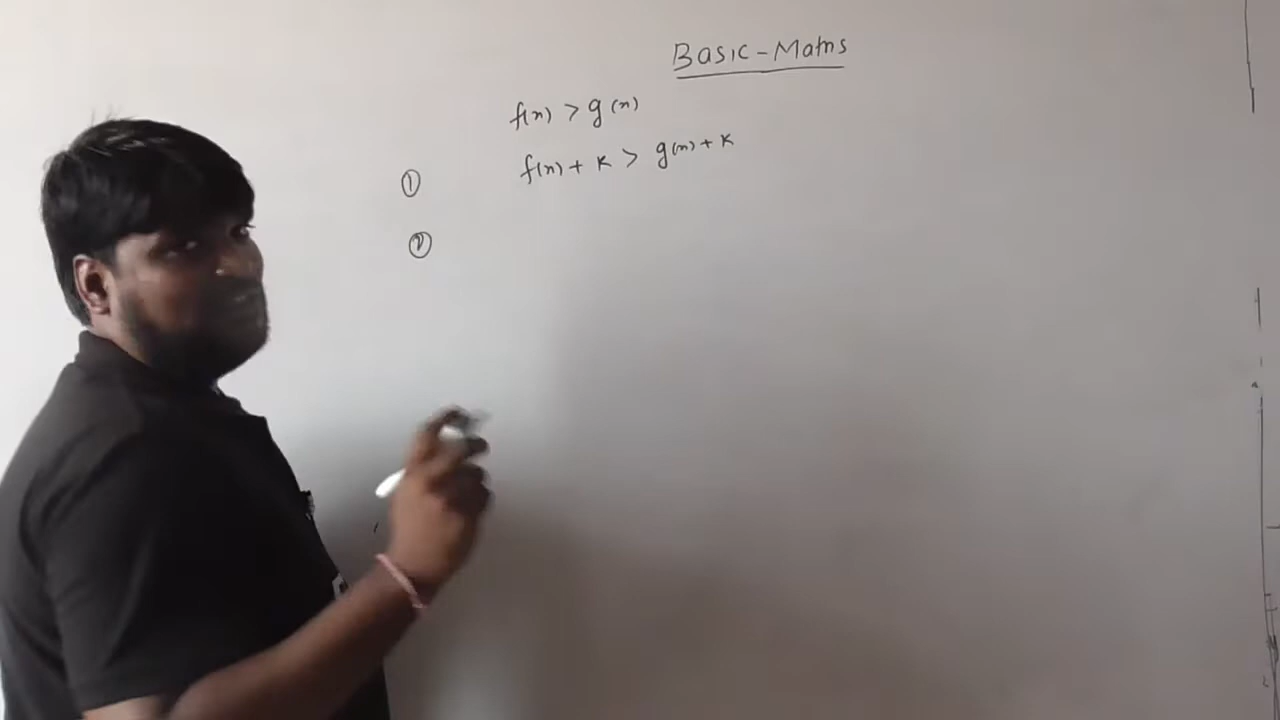 Basic-Maths
f(n) > g(n)
① f(n) + K > g(n) + K
②